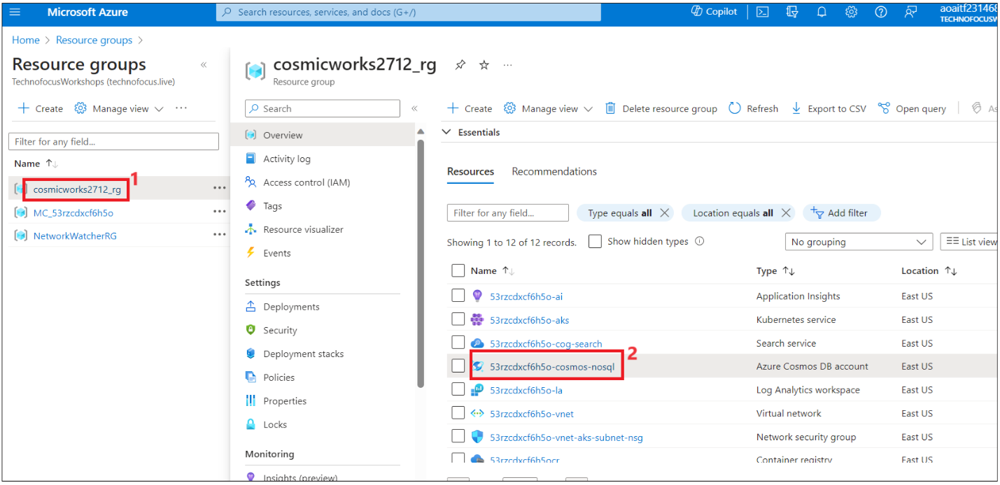 Microsoft Azure
Search resources, services, and docs (G+/)
Copilot
aoaitf231468
TECHNOFOCUSW
Home > Resource groups >
Resource groups
TechnofocusWorkshops (technofocus.live)
Create Manage view ...
Filter for any field...
Name
cosmicworks2712_rg
1
MC_53rzcdxcf6h5o
NetworkWatcherRG
cosmicworks2712_rg
Resource group
Search
Overview
Activity log
Access control (IAM)
Tags
Resource visualizer
Events
Settings
Deployments
Security
Deployment stacks
Policies
Properties
Locks
Monitoring
Insights (preview)
Create Manage view Delete resource group Refresh Export to CSV Open query As
Essentials
Resources Recommendations
Filter for any field... Type equals all Location equals all Add filter
Showing 1 to 12 of 12 records. Show hidden types No grouping List view
Name Type Location
53rzcdxcf6h5o-ai Application Insights East US
53rzcdxcf6h5o-aks Kubernetes service East US
53rzcdxcf6h5o-cog-search Search service East US
53rzcdxcf6h5o-cosmos-nosql 2 Azure Cosmos DB account East US
53rzcdxcf6h5o-la Log Analytics workspace East US
53rzcdxcf6h5o-vnet Virtual network East US
53rzcdxcf6h5o-vnet-aks-subnet-nsg Network security group East US
53rzcdxcf6h5ocr Container registry East US